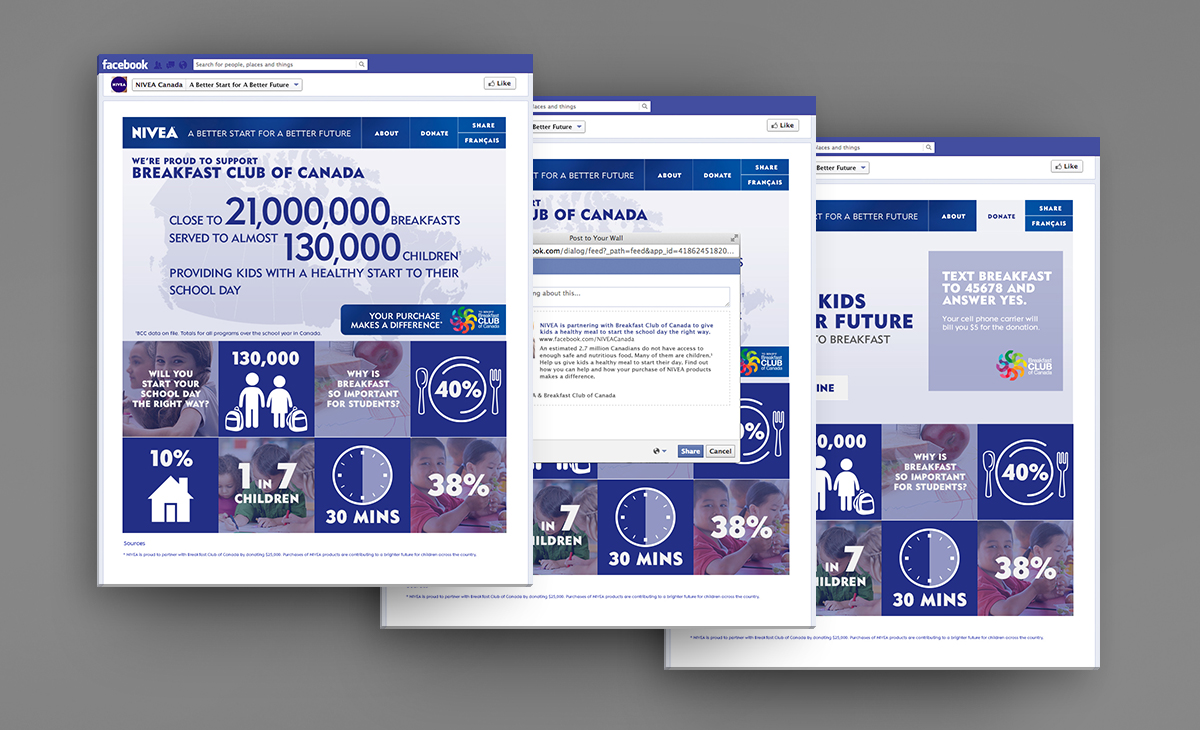 facebook
Search for people, places and things
NIVEA
NIVEA Canada
A Better Start for A Better Future
Like
NIVEA
A BETTER START FOR A BETTER FUTURE
ABOUT
DONATE
SHARE
FRANÇAIS
WE'RE PROUD TO SUPPORT
BREAKFAST CLUB OF CANADA
CLOSE TO 21,000,000 BREAKFASTS
SERVED TO ALMOST 130,000 CHILDREN¹
PROVIDING KIDS WITH A HEALTHY START TO THEIR
SCHOOL DAY
YOUR PURCHASE
MAKES A DIFFERENCE*
Breakfast
CLUB
of Canada
¹BCC data on file. Totals for all programs over the school year in Canada.
WILL YOU
START YOUR
SCHOOL DAY
THE RIGHT WAY?
130,000
WHY IS
BREAKFAST
SO IMPORTANT
FOR STUDENTS?
40%
10%
1 IN 7
CHILDREN
30 MINS
38%
Sources
* NIVEA is proud to partner with Breakfast Club of Canada by donating $25,000. Purchases of NIVEA products are contributing to a brighter future for children across the country.
laces and things
Better Future
Like
T FOR A BETTER FUTURE
ABOUT
DONATE
SHARE
FRANÇAIS
RT
UB OF CANADA
Post to Your Wall
ook.com/dialog/feed?_path=feed&app_id=41862451820...
ng about this...
NIVEA is partnering with Breakfast Club of Canada to give
kids a healthy meal to start the school day the right way.
www.facebook.com/NIVEACanada
An estimated 2.7 million Canadians do not have access to
enough safe and nutritious food. Many of them are children.¹
Help us give kids a healthy meal to start their day. Find out
how you can help and how your purchase of NIVEA products
makes a difference.
A & Breakfast Club of Canada
Share
Cancel
Breakfast
CLUB
of Canada
0%
IN 7
ILDREN
30 MINS
38%
* NIVEA is proud to partner with Breakfast Club of Canada by donating $25,000. Purchases of NIVEA products are contributing to a brighter future for children across the country.
laces and things
Better Future
Like
RT FOR A BETTER FUTURE
ABOUT
DONATE
SHARE
FRANÇAIS
KIDS
R FUTURE
TO BREAKFAST
INE
TEXT BREAKFAST
TO 45678 AND
ANSWER YES.
Your cell phone carrier will
bill you $5 for the donation.
Breakfast
CLUB
of Canada
0,000
WHY IS
BREAKFAST
SO IMPORTANT
FOR STUDENTS?
40%
IN 7
ILDREN
30 MINS
38%
* NIVEA is proud to partner with Breakfast Club of Canada by donating $25,000. Purchases of NIVEA products are contributing to a brighter future for children across the country.